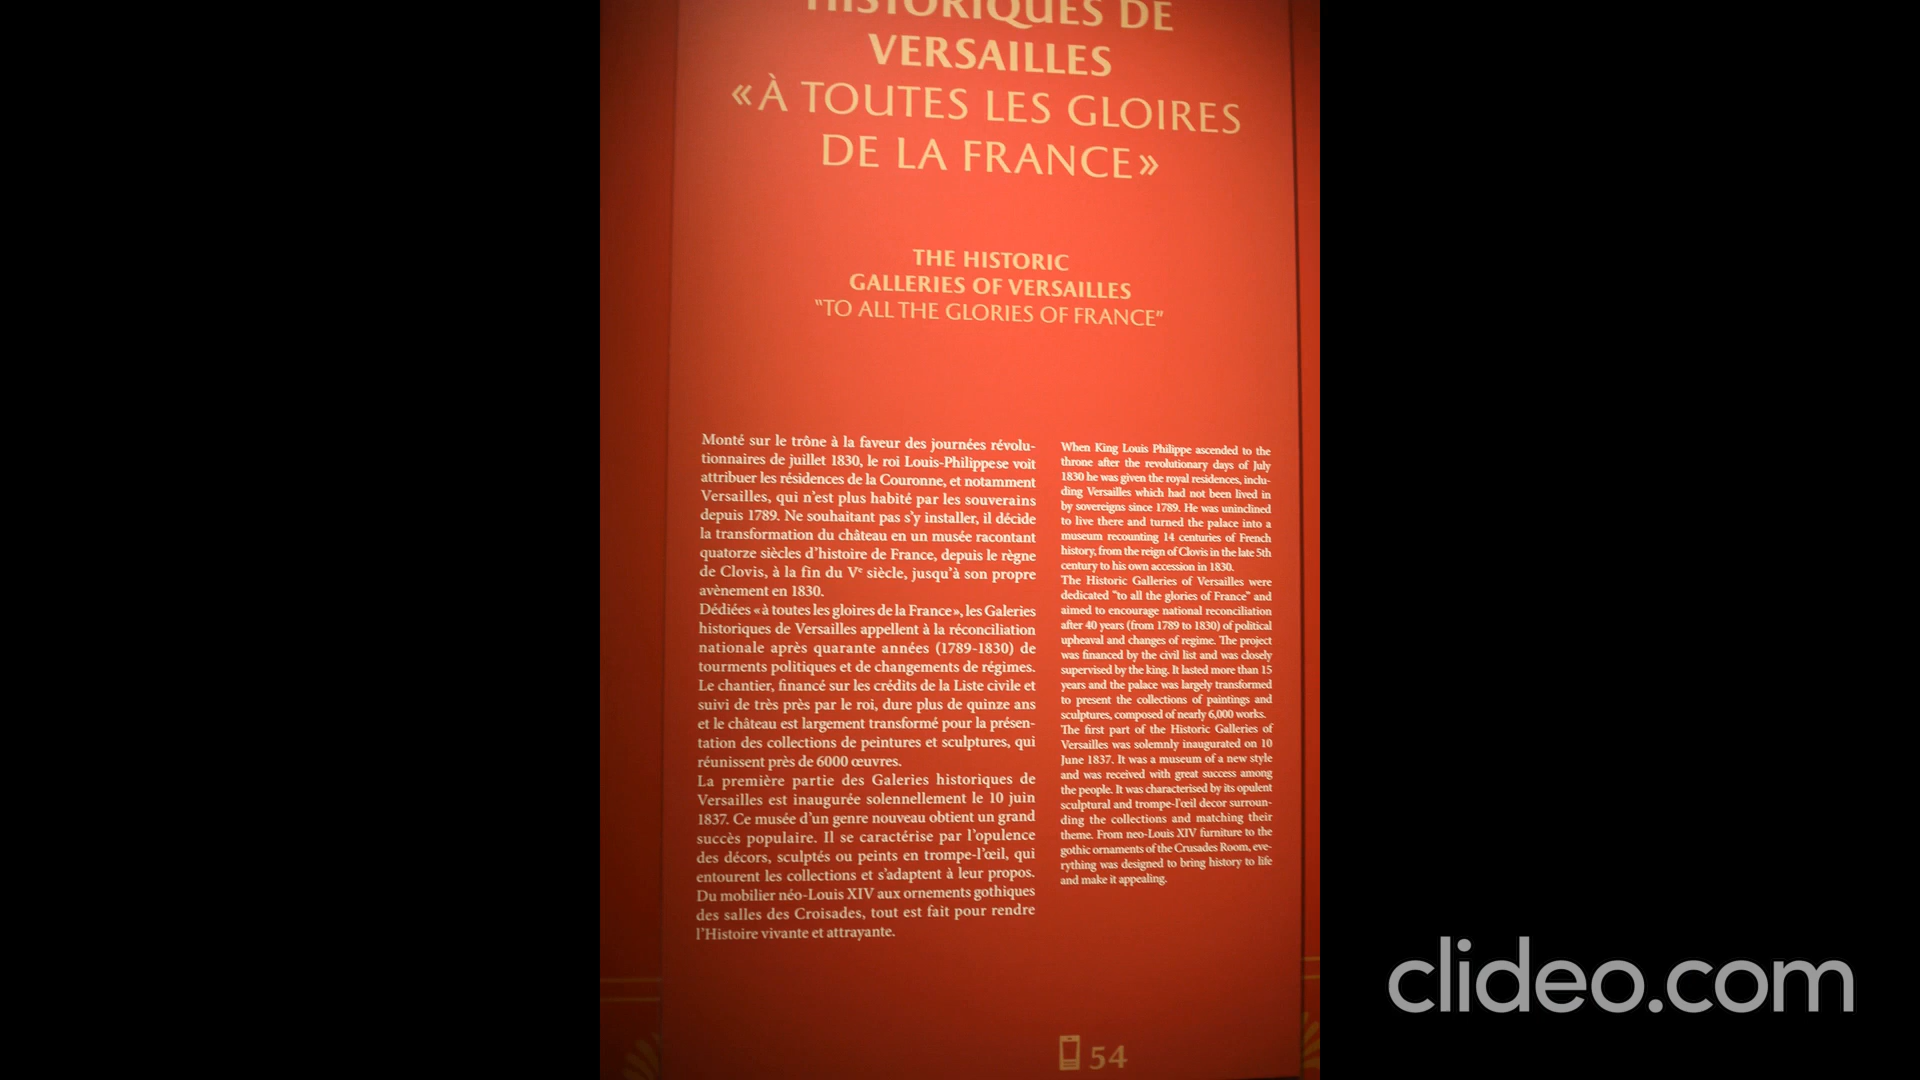 HISTORIQUES DE
VERSAILLES
« À TOUTES LES GLOIRES
DE LA FRANCE »
THE HISTORIC
GALLERIES OF VERSAILLES
“TO ALL THE GLORIES OF FRANCE”
Monté sur le trône à la faveur des journées révolu-
tionnaires de juillet 1830, le roi Louis-Philippe se voit
attribuer les résidences de la Couronne, et notamment
Versailles, qui n’est plus habité par les souverains
depuis 1789. Ne souhaitant pas s’y installer, il décide
la transformation du château en un musée racontant
quatorze siècles d’histoire de France, depuis le règne
de Clovis, à la fin du Ve siècle, jusqu’à son propre
avènement en 1830.
Dédiées « à toutes les gloires de la France », les Galeries
historiques de Versailles appellent à la réconciliation
nationale après quarante années (1789-1830) de
tourments politiques et de changements de régimes.
Le chantier, financé sur les crédits de la Liste civile et
suivi de très près par le roi, dure plus de quinze ans
et le château est largement transformé pour la présen-
tation des collections de peintures et sculptures, qui
réunissent près de 6000 œuvres.
La première partie des Galeries historiques de
Versailles est inaugurée solennellement le 10 juin
1837. Ce musée d’un genre nouveau obtient un grand
succès populaire. Il se caractérise par l’opulence
des décors, sculptés ou peints en trompe-l’œil, qui
entourent les collections et s’adaptent à leur propos.
Du mobilier néo-Louis XIV aux ornements gothiques
des salles des Croisades, tout est fait pour rendre
l’Histoire vivante et attrayante.
When King Louis Philippe ascended to the
throne after the revolutionary days of July
1830 he was given the royal residences, inclu-
ding Versailles which had not been lived in
by sovereigns since 1789. He was uninclined
to live there and turned the palace into a
museum recounting 14 centuries of French
history, from the reign of Clovis in the late 5th
century to his own accession in 1830.
The Historic Galleries of Versailles were
dedicated “to all the glories of France” and
aimed to encourage national reconciliation
after 40 years (from 1789 to 1830) of political
upheaval and changes of regime. The project
was financed by the civil list and was closely
supervised by the king. It lasted more than 15
years and the palace was largely transformed
to present the collections of paintings and
sculptures, composed of nearly 6,000 works.
The first part of the Historic Galleries of
Versailles was solemnly inaugurated on 10
June 1837. It was a museum of a new style
and was received with great success among
the people. It was characterised by its opulent
sculptural and trompe-l’œil decor surroun-
ding the collections and matching their
theme. From neo-Louis XIV furniture to the
gothic ornaments of the Crusades Room, eve-
rything was designed to bring history to life
and make it appealing.
54
clideo.com